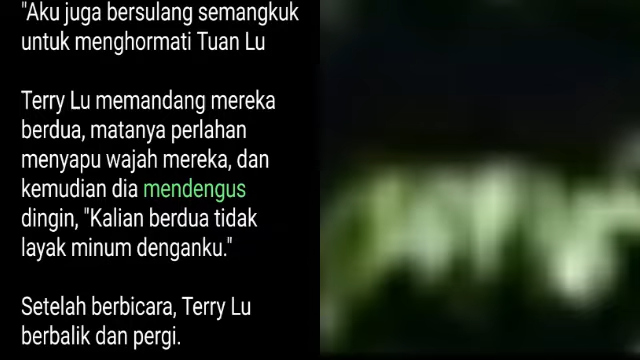 "Aku juga bersulang semangkuk
untuk menghormati Tuan Lu
Terry Lu memandang mereka
berdua, matanya perlahan
menyapu wajah mereka, dan
kemudian dia mendengus
dingin, "Kalian berdua tidak
layak minum denganku."
Setelah berbicara, Terry Lu
berbalik dan pergi.